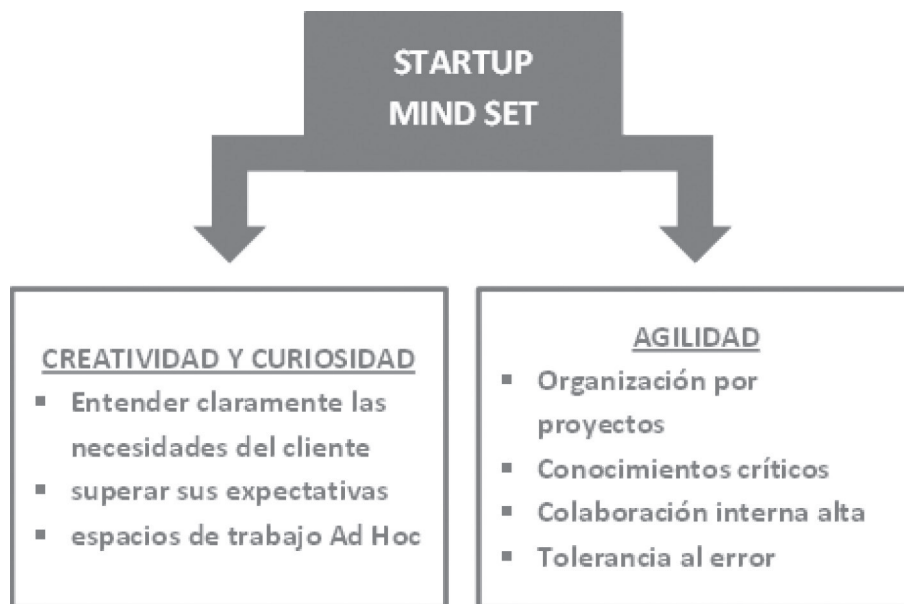 STARTUP
MIND SET
CREATIVIDAD Y CURIOSIDAD
▪ Entender claramente las
necesidades del cliente
▪ superar sus expectativas
▪ espacios de trabajo Ad Hoc
AGILIDAD
▪ Organización por
proyectos
▪ Conocimientos críticos
▪ Colaboración interna alta
▪ Tolerancia al error